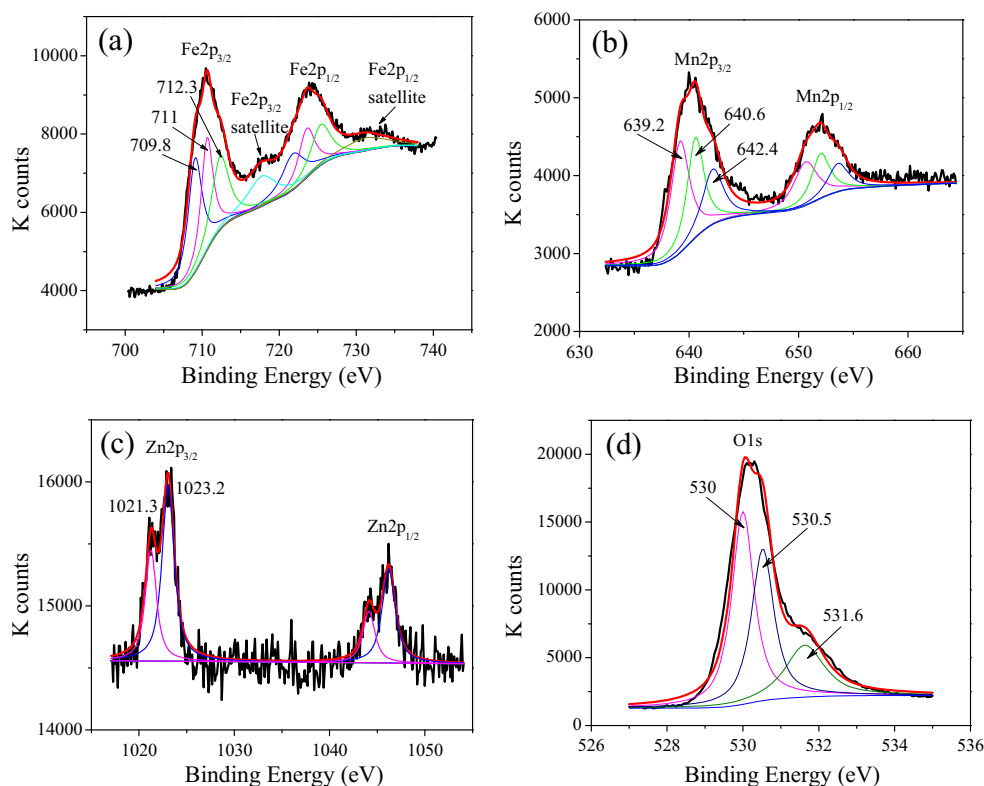 (a)
Fe2p3/2
712.3
711
709.8
Fe2p3/2
satellite
Fe2p1/2
Fe2p1/2
satellite
10000
8000
6000
4000
K counts
700 710 720 730 740
Binding Energy (eV)
(b)
Mn2p3/2
639.2
640.6
642.4
Mn2p1/2
6000
5000
4000
3000
2000
K counts
630 640 650 660
Binding Energy (eV)
(c)
Zn2p3/2
1021.3
1023.2
Zn2p1/2
16000
15000
14000
K counts
1020 1030 1040 1050
Binding Energy (eV)
(d)
O1s
530
530.5
531.6
20000
15000
10000
5000
0
K counts
526 528 530 532 534 536
Binding Energy (eV)